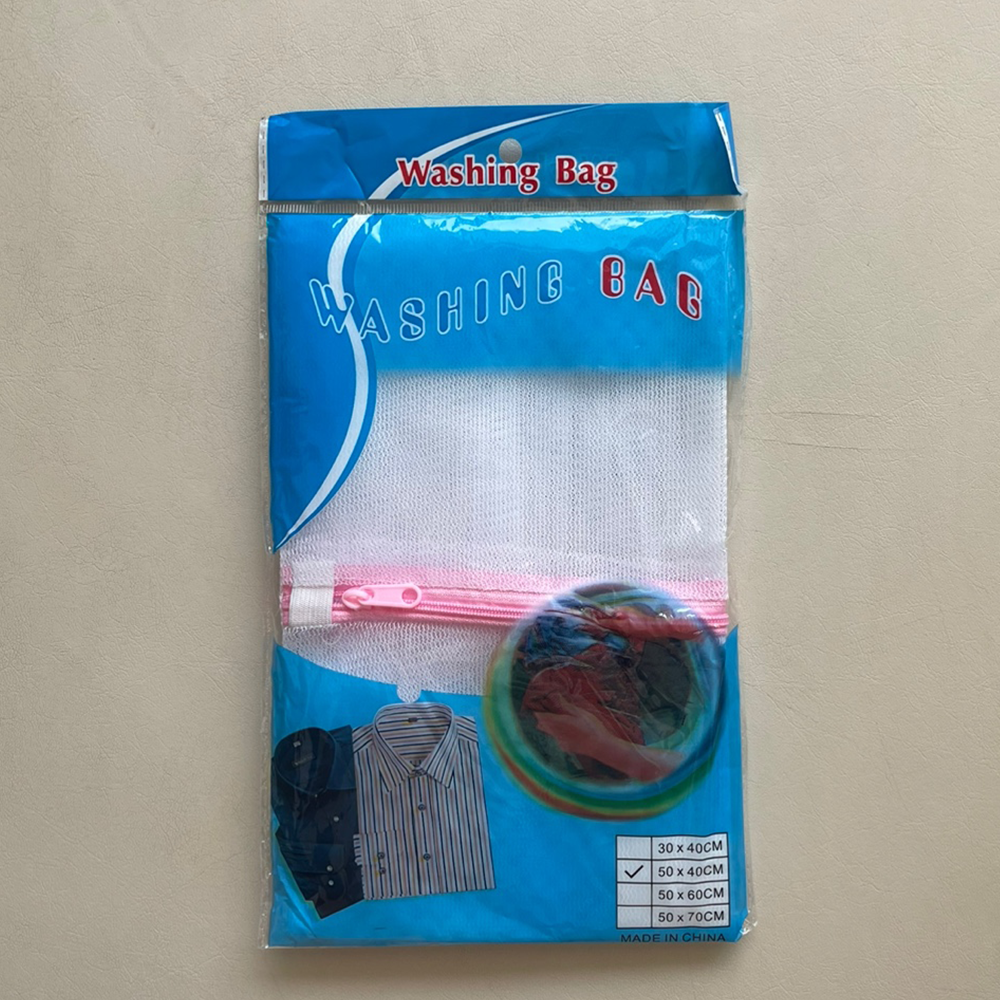 Washing Bag
WASHING BAG
30 x 40CM
✓ 50 x 40CM
50 x 60CM
50 x 70CM
MADE IN CHINA